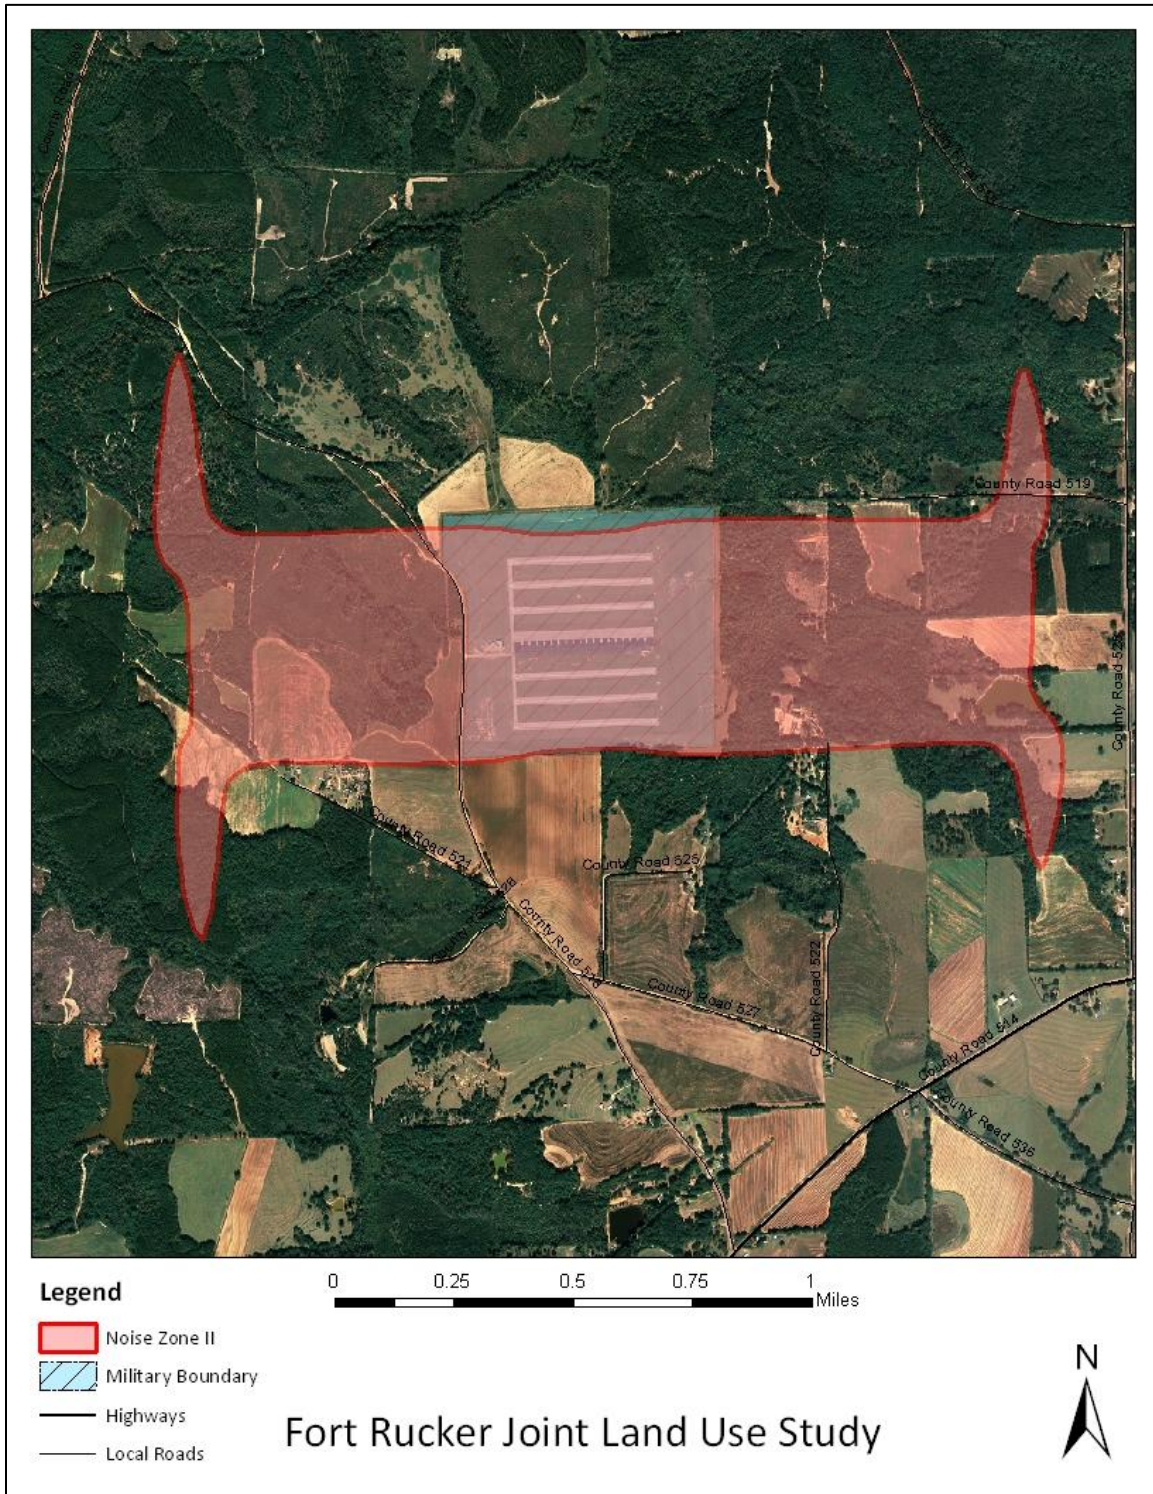 County Road 519
County Road 523
County Road 521
County Road 525
County Road 527
County Road 522
County Road 514
County Road 536
0
0.25
0.5
0.75
1
Miles
Legend
Noise Zone II
Military Boundary
Highways
Local Roads
N
Fort Rucker Joint Land Use Study